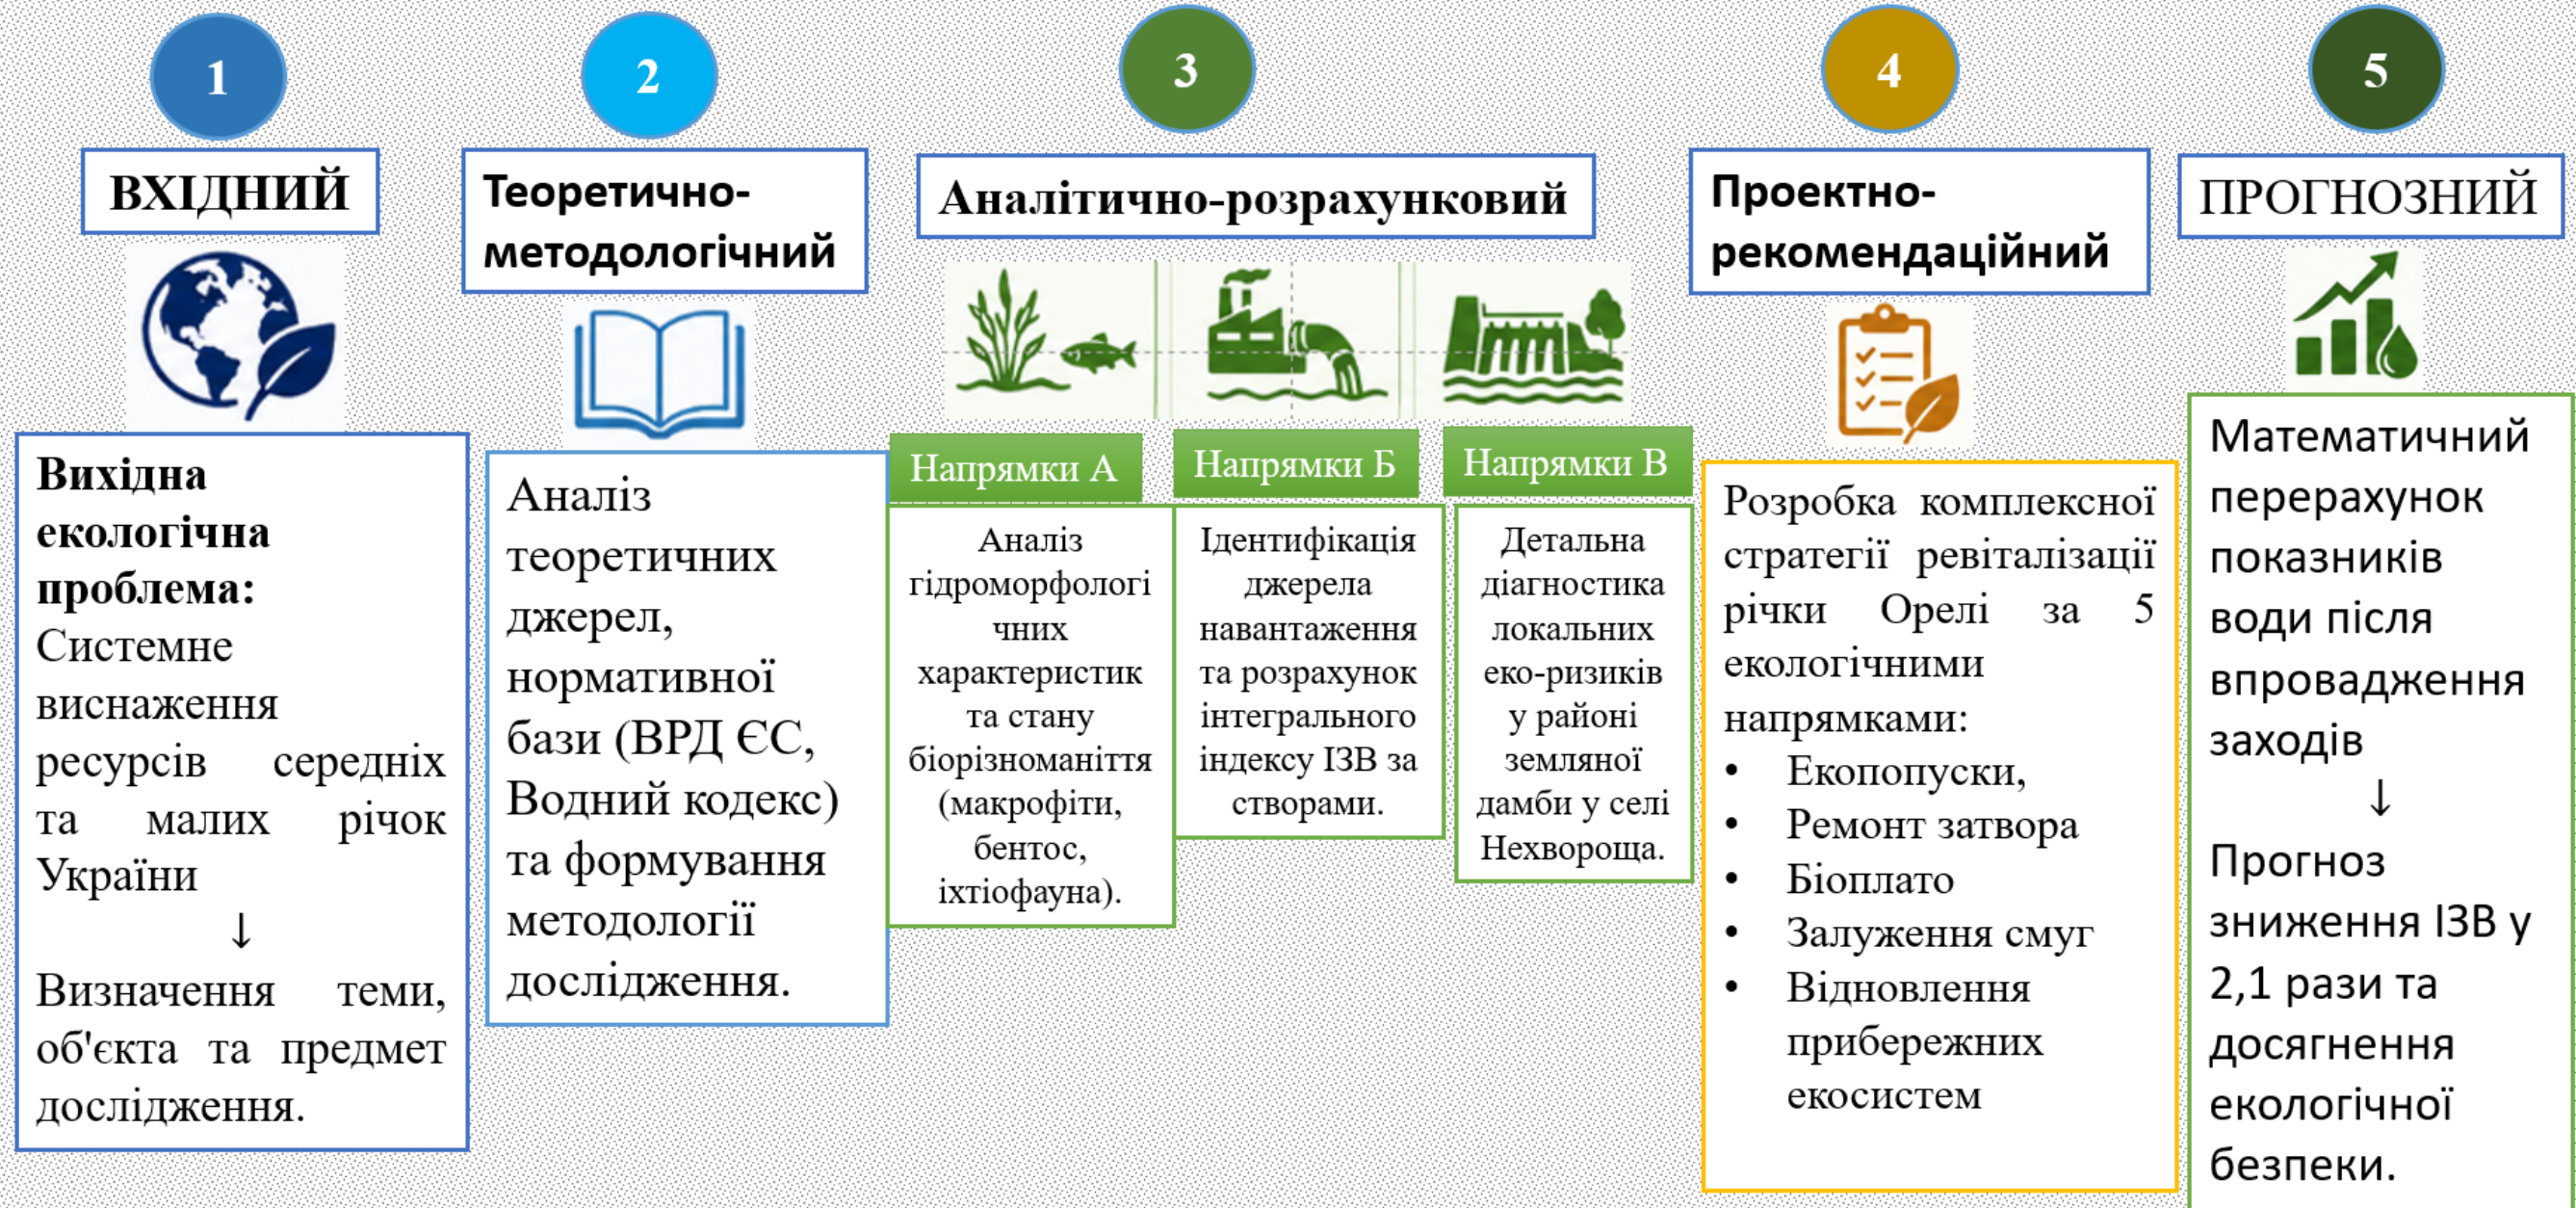 1
ВХІДНИЙ
Вихідна
екологічна
проблема:
Системне
виснаження
ресурсів середніх
та малих річок
України
↓
Визначення теми,
об'єкта та предмет
дослідження.
2
Теоретично-
методологічний
Аналіз
теоретичних
джерел,
нормативної
бази (ВРД ЄС,
Водний кодекс)
та формування
методології
дослідження.
3
Аналітично-розрахунковий
Напрямки А
Аналіз
гідроморфологі
чних
характеристик
та стану
біорізноманіття
(макрофіти,
бентос,
іхтіофауна).
Напрямки Б
Ідентифікація
джерела
навантаження
та розрахунок
інтегрального
індексу ІЗВ за
створами.
Напрямки В
Детальна
діагностика
локальних
еко-ризиків
у районі
земляної
дамби у селі
Нехвороща.
4
Проектно-
рекомендаційний
Розробка комплексної
стратегії ревіталізації
річки Орелі за 5
екологічними
напрямками:
• Екопопуски,
• Ремонт затвора
• Біоплато
• Залуження смуг
• Відновлення
прибережних
екосистем
5
ПРОГНОЗНИЙ
Математичний
перерахунок
показників
води після
впровадження
заходів
↓
Прогноз
зниження ІЗВ у
2,1 рази та
досягнення
екологічної
безпеки.